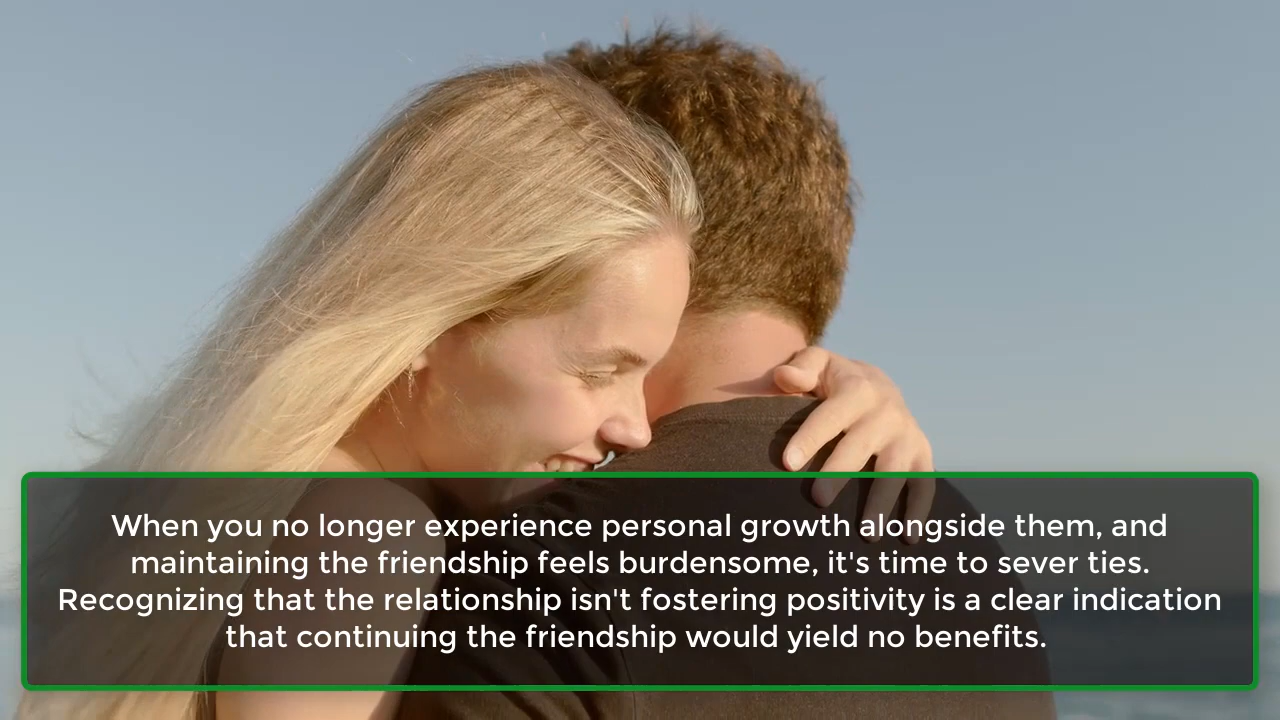 When you no longer experience personal growth alongside them, and
maintaining the friendship feels burdensome, it's time to sever ties.
Recognizing that the relationship isn't fostering positivity is a clear indication
that continuing the friendship would yield no benefits.